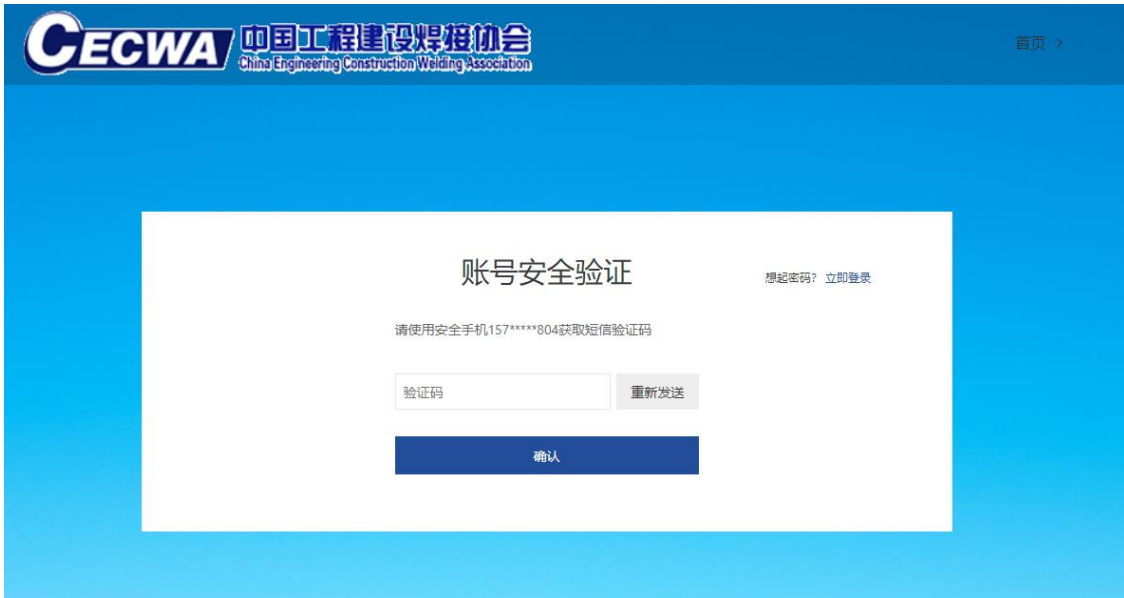 CECWA 中国工程建设焊接协会
China Engineering Construction Welding Association
首页 >
账号安全验证
想起密码? 立即登录
请使用安全手机157*****804获取短信验证码
验证码
重新发送
确认